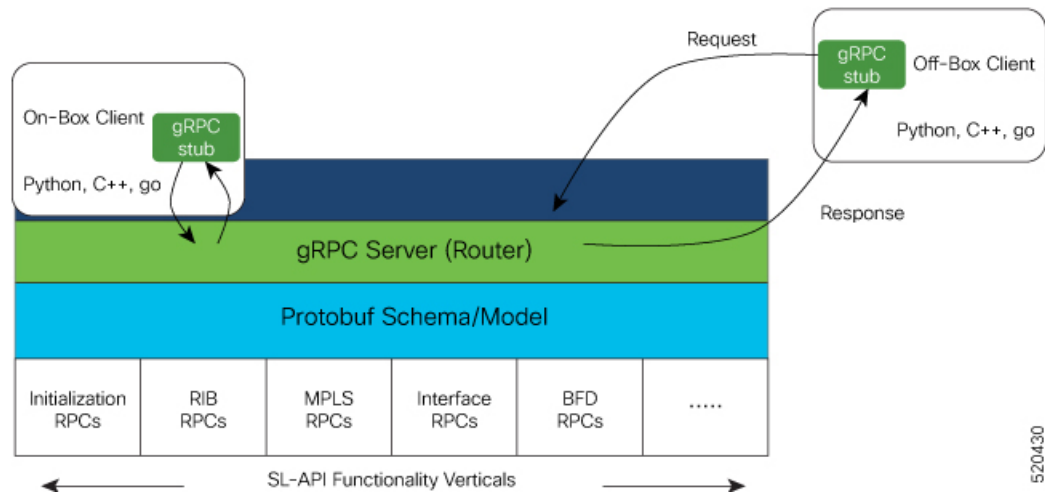 Request
gRPC
stub
Off-Box Client
Python, C++, go
On-Box Client
gRPC
stub
Python, C++, go
Response
gRPC Server (Router)
Protobuf Schema/Model
Initialization
RPCs
RIB
RPCs
MPLS
RPCs
Interface
RPCs
BFD
RPCs
.....
SL-API Functionality Verticals
520430